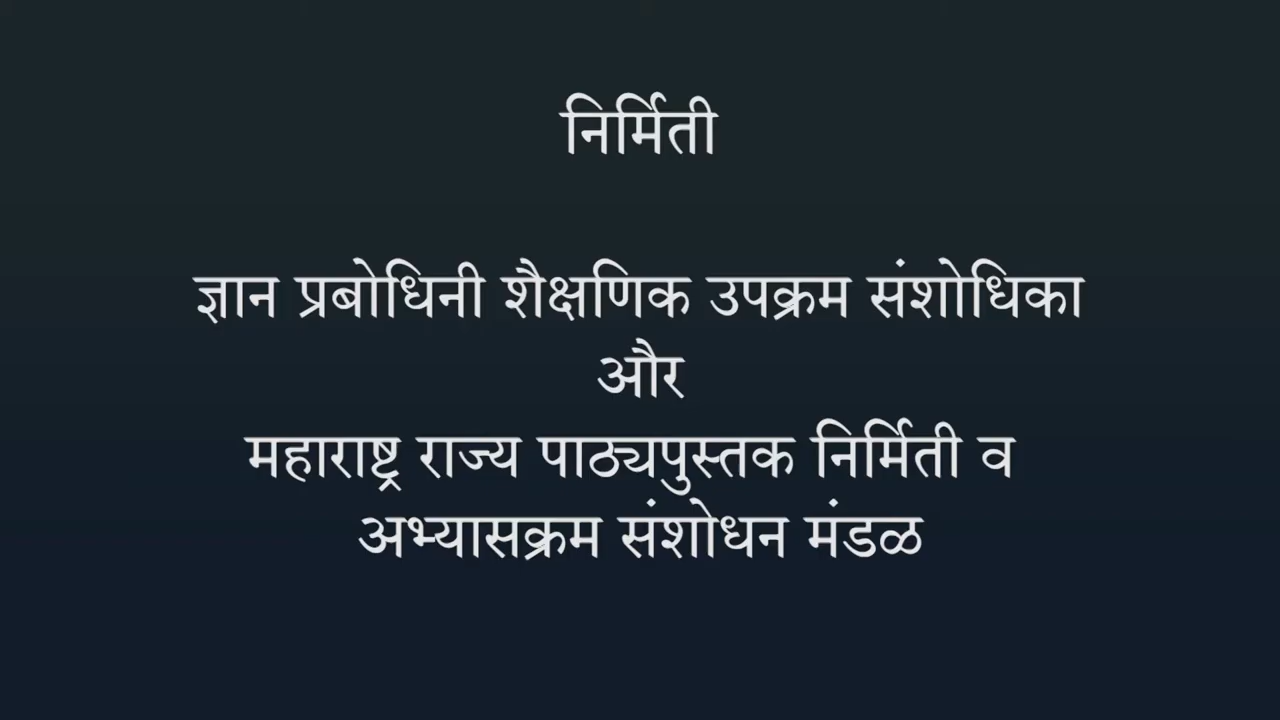 निर्मिती
ज्ञान प्रबोधिनी शैक्षणिक उपक्रम संशोधिका
और
महाराष्ट्र राज्य पाठ्यपुस्तक निर्मिती व
अभ्यासक्रम संशोधन मंडळ